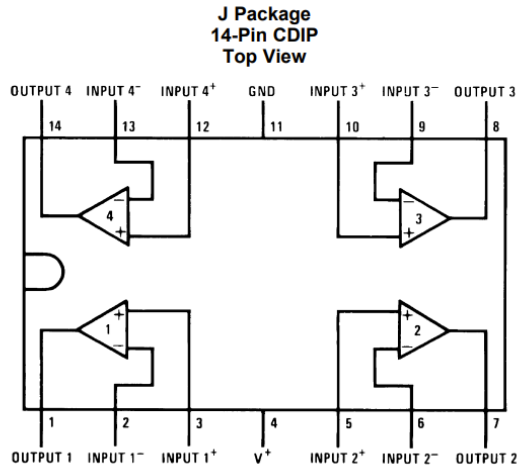 J Package
14-Pin CDIP
Top View
OUTPUT 4 INPUT 4⁻ INPUT 4⁺ GND INPUT 3⁺ INPUT 3⁻ OUTPUT 3
14 13 12 11 10 9 8
− −
4 3
+ +
+ +
1 2
− −
1 2 3 4 5 6 7
OUTPUT 1 INPUT 1⁻ INPUT 1⁺ V⁺ INPUT 2⁺ INPUT 2⁻ OUTPUT 2